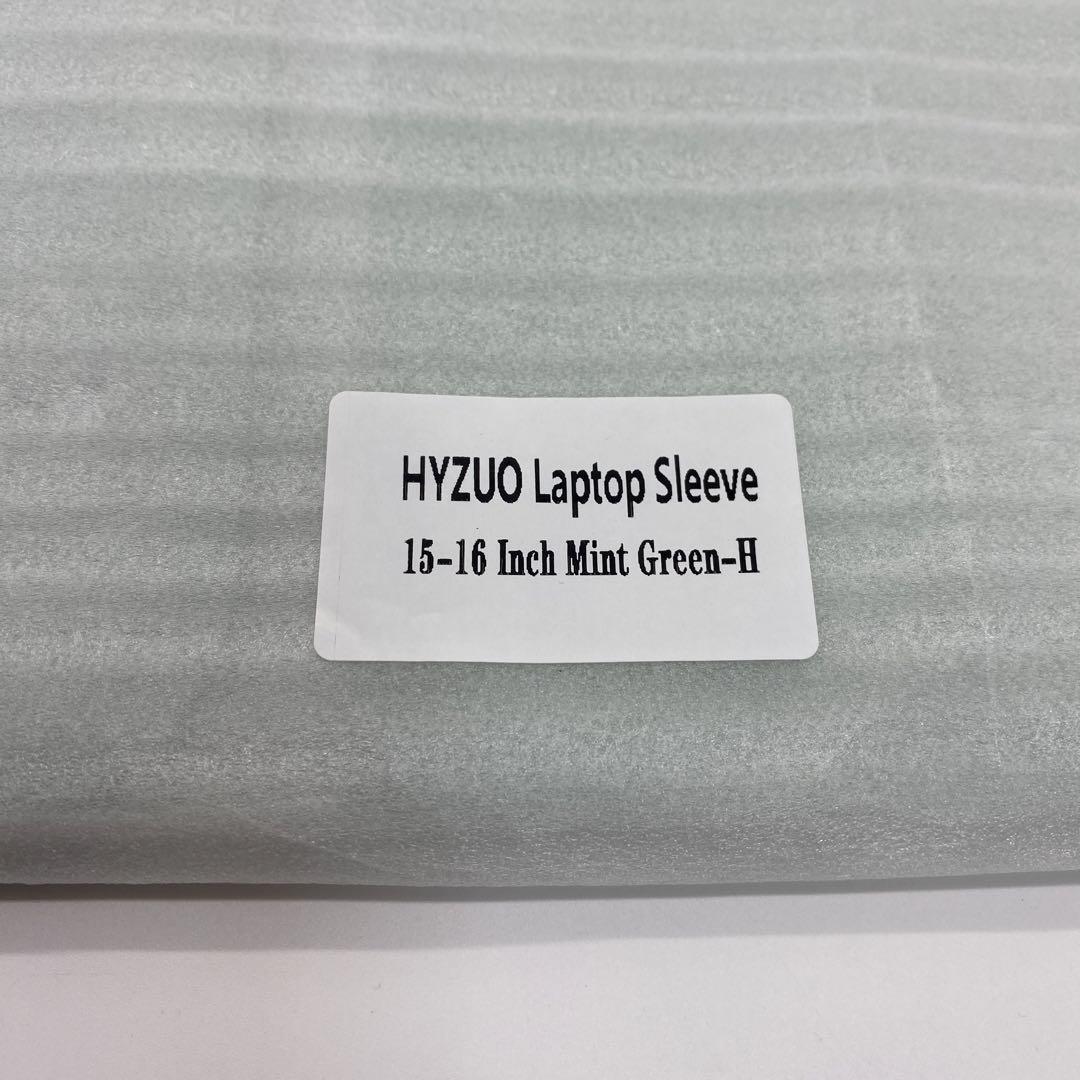 HYZUO Laptop Sleeve
15-16 Inch Mint Green-H